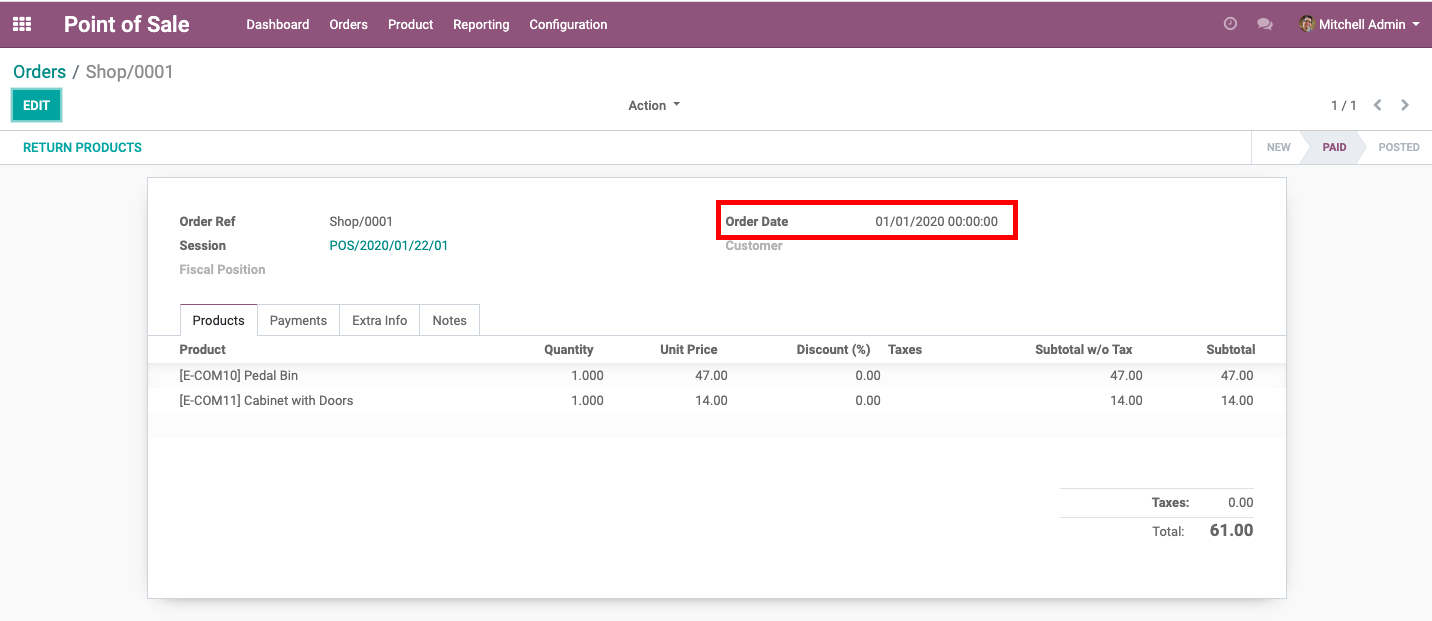 Point of Sale Dashboard Orders Product Reporting Configuration Mitchell Admin
Orders / Shop/0001
EDIT Action 1 / 1
RETURN PRODUCTS NEW PAID POSTED
Order Ref Shop/0001 Order Date 01/01/2020 00:00:00
Session POS/2020/01/22/01 Customer
Fiscal Position
Products Payments Extra Info Notes
Product Quantity Unit Price Discount (%) Taxes Subtotal w/o Tax Subtotal
[E-COM10] Pedal Bin 1.000 47.00 0.00 47.00 47.00
[E-COM11] Cabinet with Doors 1.000 14.00 0.00 14.00 14.00
Taxes: 0.00
Total: 61.00